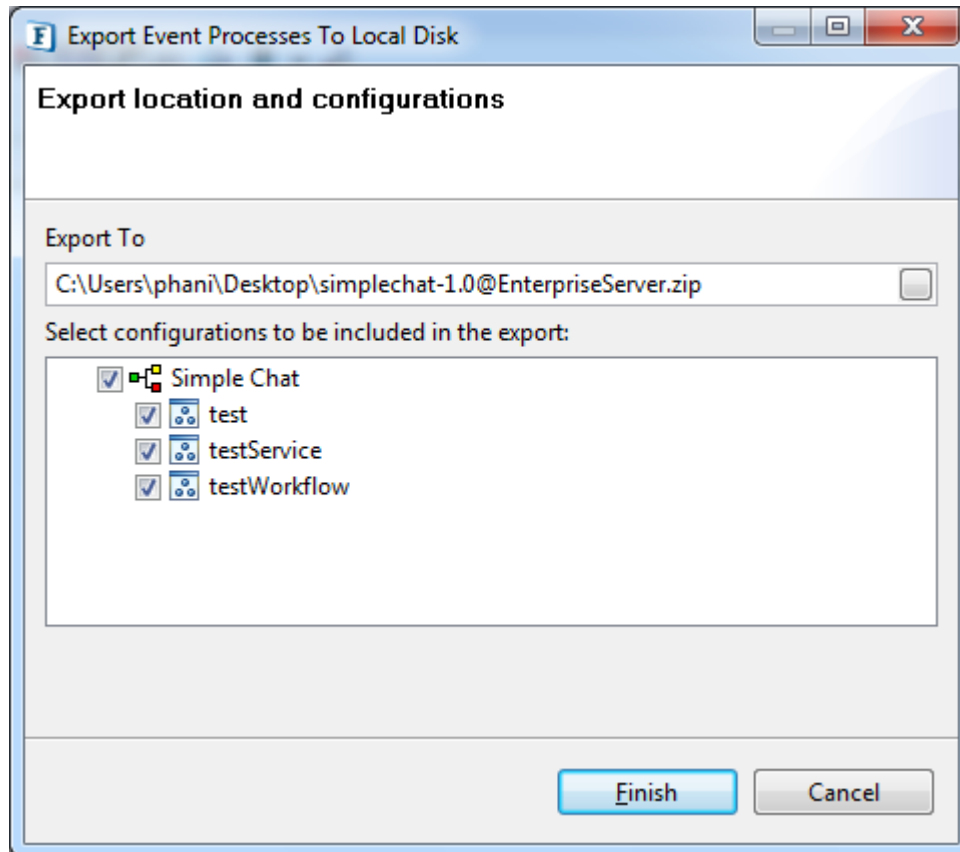 Export Event Processes To Local Disk
Export location and configurations
Export To
C:\Users\phani\Desktop\simplechat-1.0@EnterpriseServer.zip
Select configurations to be included in the export:
Simple Chat
test
testService
testWorkflow
Finish
Cancel